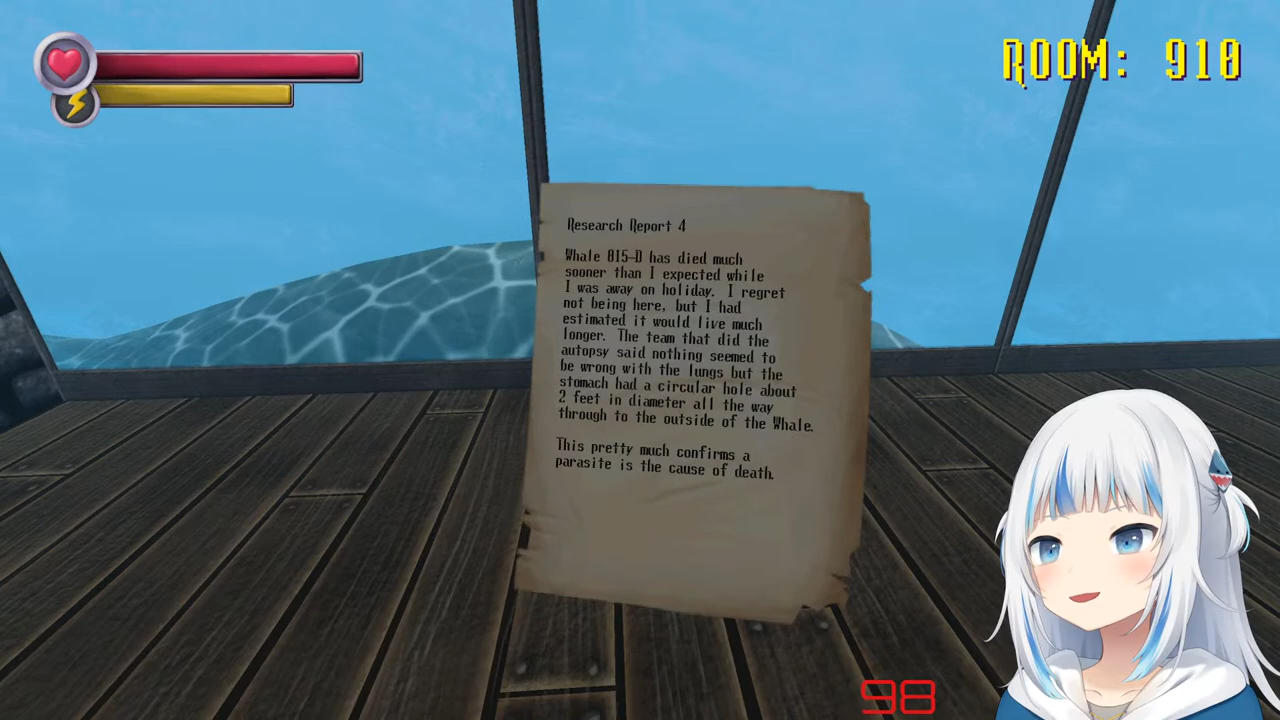 ROOM: 910
Research Report 4
Whale 815-D has died much
sooner than I expected while
I was away on holiday. I regret
not being here, but I had
estimated it would live much
longer. The team that did the
autopsy said nothing seemed to
be wrong with the lungs but the
stomach had a circular hole about
2 feet in diameter all the way
through to the outside of the Whale.
This pretty much confirms a
parasite is the cause of death.
98